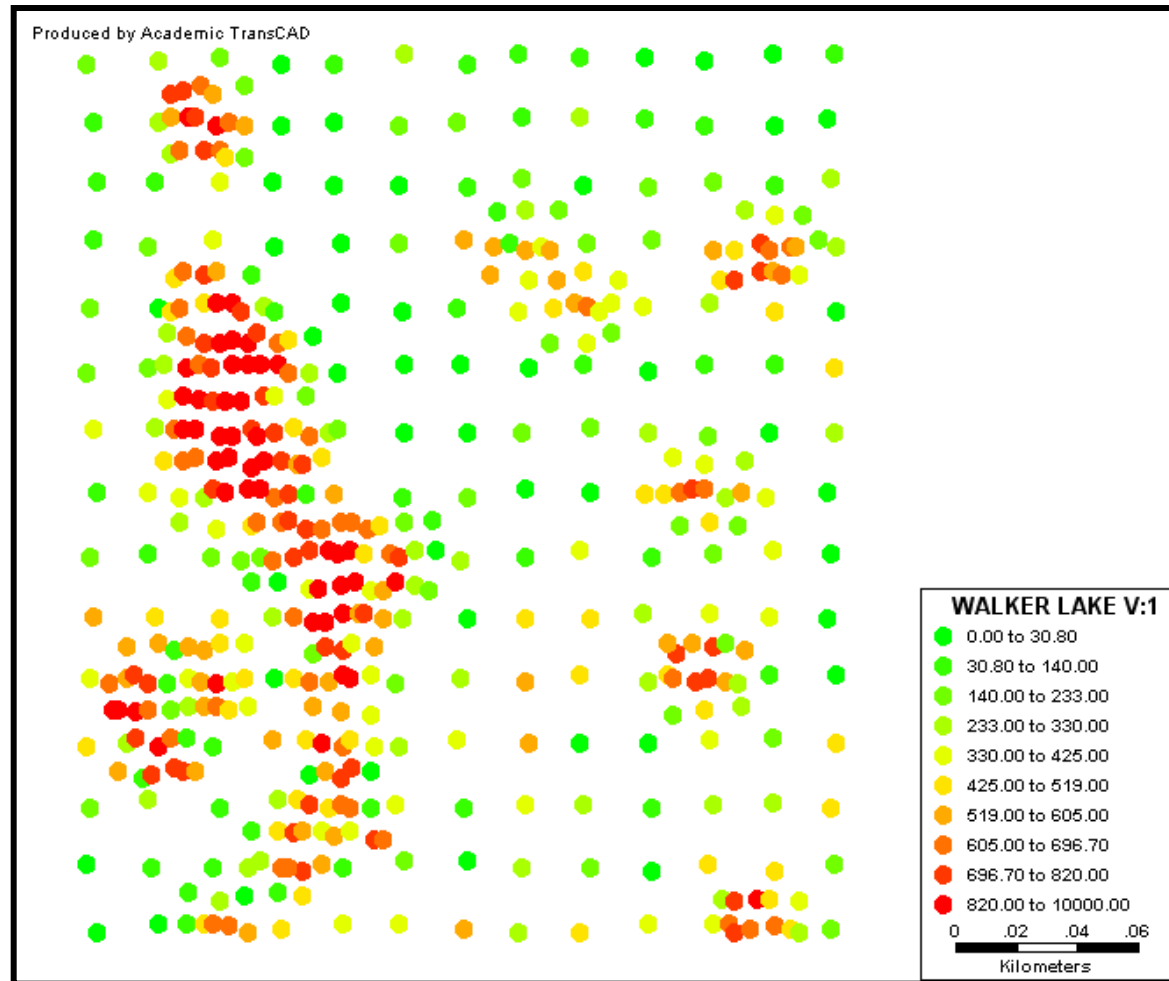 Produced by Academic TransCAD
WALKER LAKE V:1
0.00 to 30.80
30.80 to 140.00
140.00 to 233.00
233.00 to 330.00
330.00 to 425.00
425.00 to 519.00
519.00 to 605.00
605.00 to 696.70
696.70 to 820.00
820.00 to 10000.00
0 .02 .04 .06
Kilometers